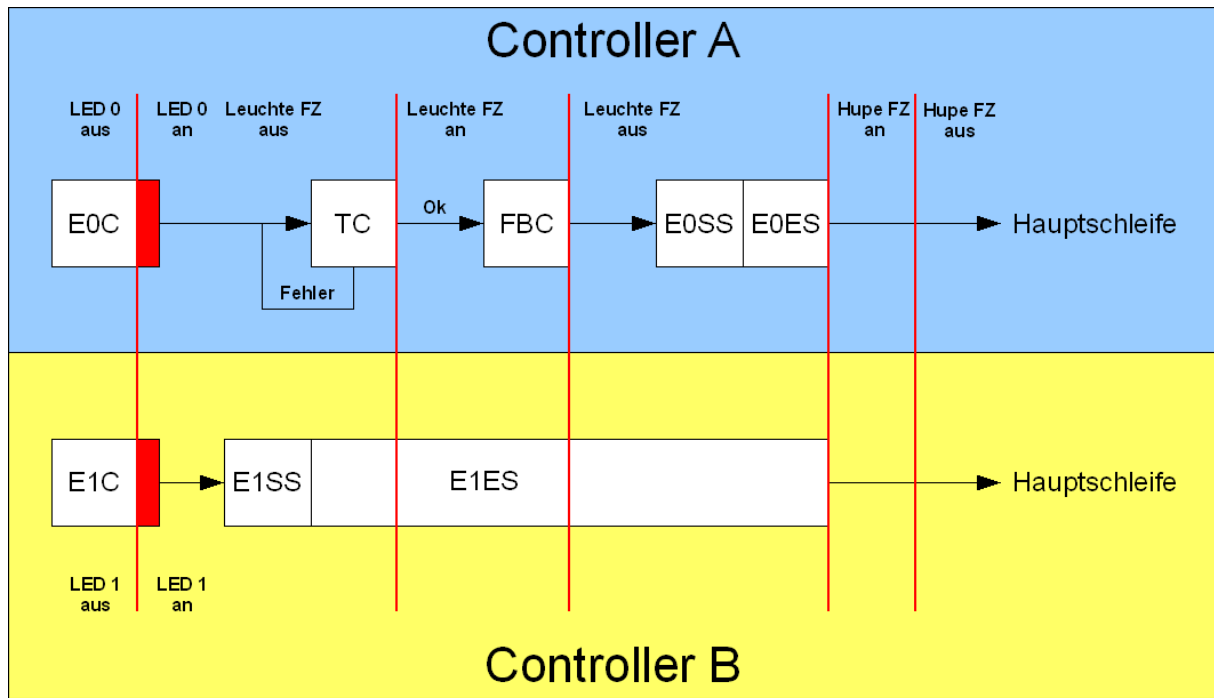 Controller A
LED 0
aus
LED 0
an
Leuchte FZ
aus
Leuchte FZ
an
Leuchte FZ
aus
Hupe FZ
an
Hupe FZ
aus
E0C
TC
Ok
FBC
E0SS
E0ES
Hauptschleife
Fehler
E1C
E1SS
E1ES
Hauptschleife
LED 1
aus
LED 1
an
Controller B